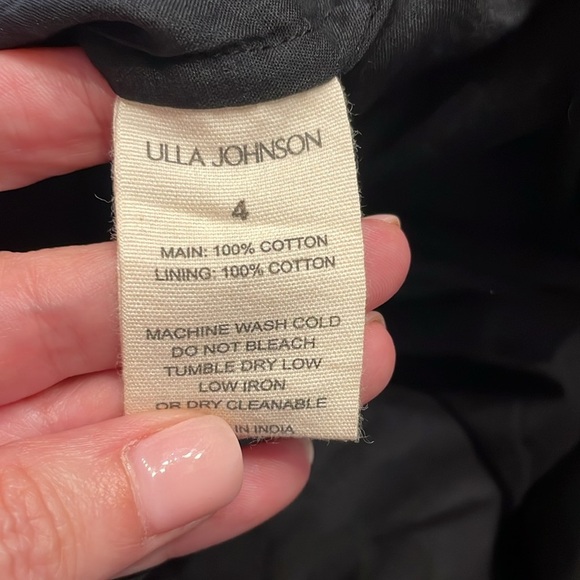 ULLA JOHNSON
4
MAIN: 100% COTTON
LINING: 100% COTTON
MACHINE WASH COLD
DO NOT BLEACH
TUMBLE DRY LOW
LOW IRON
OR DRY CLEANABLE
IN INDIA